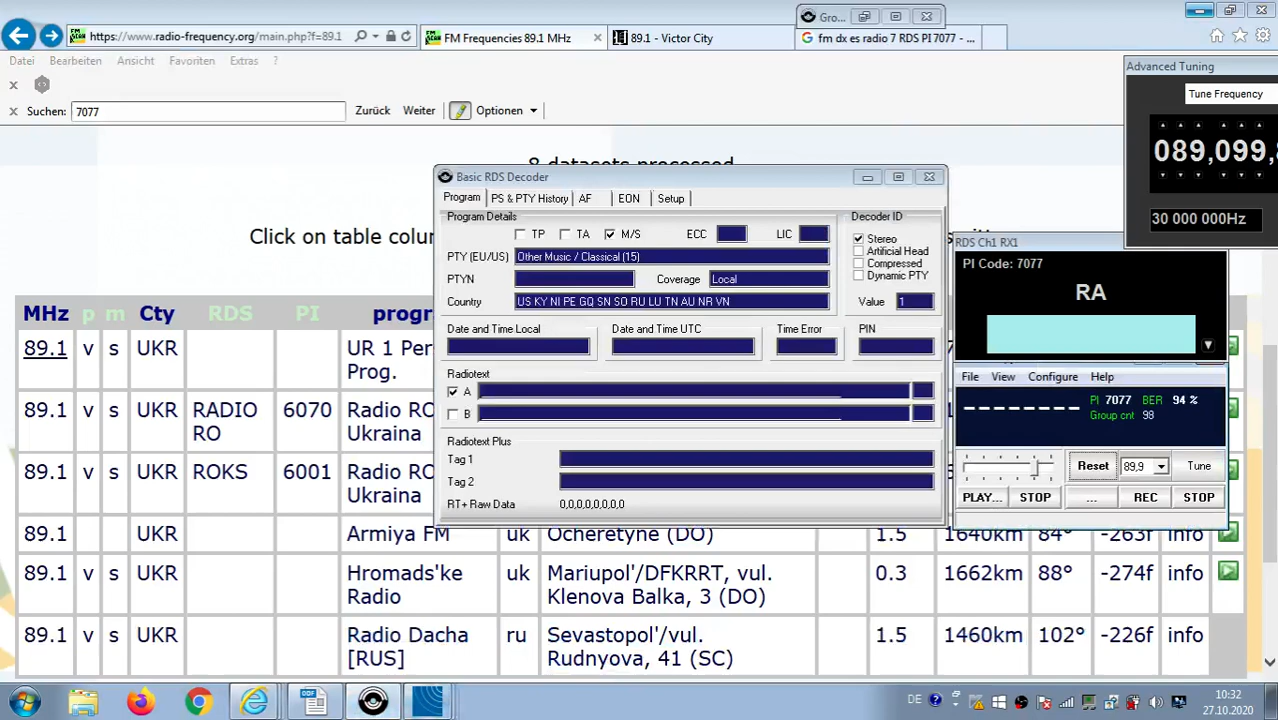 Gro...
https://www.radio-frequency.org/main.php?f=89.1
FM Frequencies 89.1 MHz
89.1 - Victor City
fm dx es radio 7 RDS PI 7077 - ...
Datei Bearbeiten Ansicht Favoriten Extras ?
Advanced Tuning
Tune Frequency
Suchen: 7077 Zurück Weiter Optionen
089,099,
30 000 000Hz
8 datasets processed
Click on table colum
Basic RDS Decoder
Program PS & PTY History AF EON Setup
Program Details
TP TA M/S ECC LIC
PTY (EU/US) Other Music / Classical (15)
PTYN Coverage Local
Country US KY NI PE GQ SN SO RU LU TN AU NR VN
Decoder ID
Stereo
Artificial Head
Compressed
Dynamic PTY
Value 1
Date and Time Local Date and Time UTC Time Error PIN
Radiotext
A
B
Radiotext Plus
Tag 1
Tag 2
RT+ Raw Data 0,0,0,0,0,0,0
RDS Ch1 RX1
PI Code: 7077
RA
File View Configure Help
-------- PI 7077 BER 94 %
Group cnt 98
Reset 89,9 Tune
PLAY... STOP ... REC STOP
MHz p m Cty RDS PI progr
89.1 v s UKR UR 1 Per
Prog.
89.1 v s UKR RADIO RO 6070 Radio RO
Ukraina
89.1 v s UKR ROKS 6001 Radio RO
Ukraina
89.1 v s UKR Armiya FM uk Ocheretyne (DO) 1.5 1640km 84° -263f info
89.1 v s UKR Hromads'ke Radio uk Mariupol'/DFKRRT, vul. Klenova Balka, 3 (DO) 0.3 1662km 88° -274f info
89.1 v s UKR Radio Dacha [RUS] ru Sevastopol'/vul. Rudnyova, 41 (SC) 1.5 1460km 102° -226f info
DE
10:32
27.10.2020